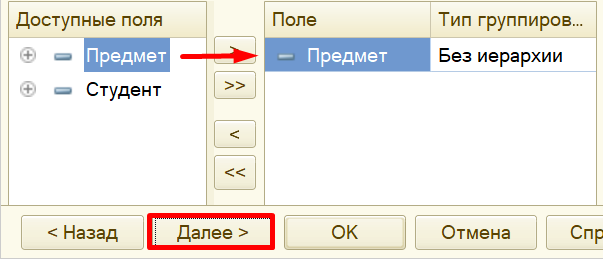 Доступные поля
Поле
Тип группиров...
Предмет
>
Предмет
Без иерархии
Студент
>>
<
<<
< Назад
Далее >
OK
Отмена
Спр